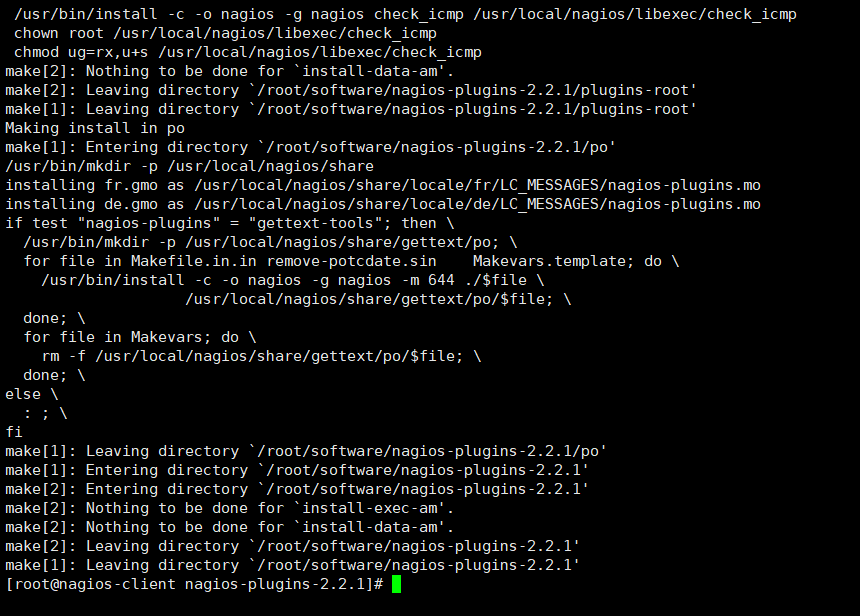 /usr/bin/install -c -o nagios -g nagios check_icmp /usr/local/nagios/libexec/check_icmp
chown root /usr/local/nagios/libexec/check_icmp
chmod ug=rx,u+s /usr/local/nagios/libexec/check_icmp
make[2]: Nothing to be done for `install-data-am'.
make[2]: Leaving directory `/root/software/nagios-plugins-2.2.1/plugins-root'
make[1]: Leaving directory `/root/software/nagios-plugins-2.2.1/plugins-root'
Making install in po
make[1]: Entering directory `/root/software/nagios-plugins-2.2.1/po'
/usr/bin/mkdir -p /usr/local/nagios/share
installing fr.gmo as /usr/local/nagios/share/locale/fr/LC_MESSAGES/nagios-plugins.mo
installing de.gmo as /usr/local/nagios/share/locale/de/LC_MESSAGES/nagios-plugins.mo
if test "nagios-plugins" = "gettext-tools"; then \
  /usr/bin/mkdir -p /usr/local/nagios/share/gettext/po; \
  for file in Makefile.in.in remove-potcdate.sin    Makevars.template; do \
    /usr/bin/install -c -o nagios -g nagios -m 644 ./$file \
                    /usr/local/nagios/share/gettext/po/$file; \
  done; \
  for file in Makevars; do \
    rm -f /usr/local/nagios/share/gettext/po/$file; \
  done; \
else \
  : ; \
fi
make[1]: Leaving directory `/root/software/nagios-plugins-2.2.1/po'
make[1]: Entering directory `/root/software/nagios-plugins-2.2.1'
make[2]: Entering directory `/root/software/nagios-plugins-2.2.1'
make[2]: Nothing to be done for `install-exec-am'.
make[2]: Nothing to be done for `install-data-am'.
make[2]: Leaving directory `/root/software/nagios-plugins-2.2.1'
make[1]: Leaving directory `/root/software/nagios-plugins-2.2.1'
[root@nagios-client nagios-plugins-2.2.1]#